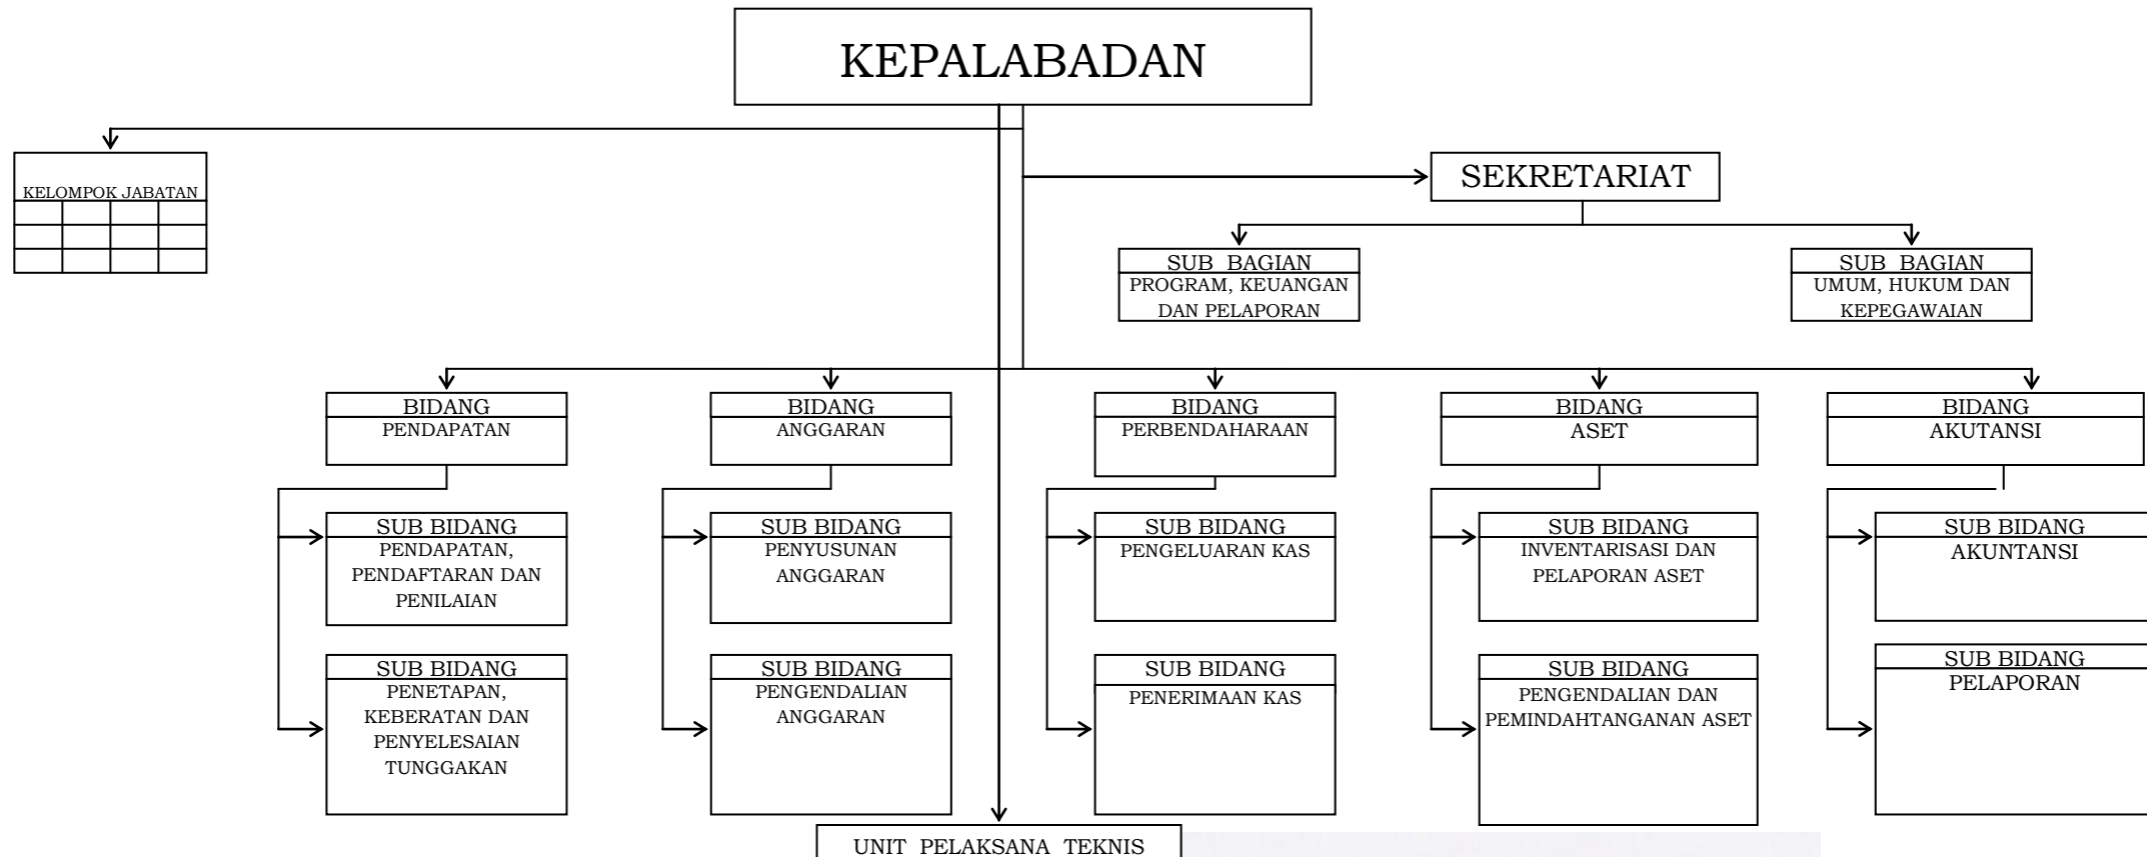 KEPALABADAN
KELOMPOK JABATAN
SEKRETARIAT
SUB BAGIAN
PROGRAM, KEUANGAN
DAN PELAPORAN
SUB BAGIAN
UMUM, HUKUM DAN
KEPEGAWAIAN
BIDANG
PENDAPATAN
BIDANG
ANGGARAN
BIDANG
PERBENDAHARAAN
BIDANG
ASET
BIDANG
AKUTANSI
SUB BIDANG
PENDAPATAN,
PENDAFTARAN DAN
PENILAIAN
SUB BIDANG
PENYUSUNAN
ANGGARAN
SUB BIDANG
PENGELUARAN KAS
SUB BIDANG
INVENTARISASI DAN
PELAPORAN ASET
SUB BIDANG
AKUNTANSI
SUB BIDANG
PENETAPAN,
KEBERATAN DAN
PENYELESAIAN
TUNGGAKAN
SUB BIDANG
PENGENDALIAN
ANGGARAN
SUB BIDANG
PENERIMAAN KAS
SUB BIDANG
PENGENDALIAN DAN
PEMINDAHTANGANAN ASET
SUB BIDANG
PELAPORAN
UNIT PELAKSANA TEKNIS